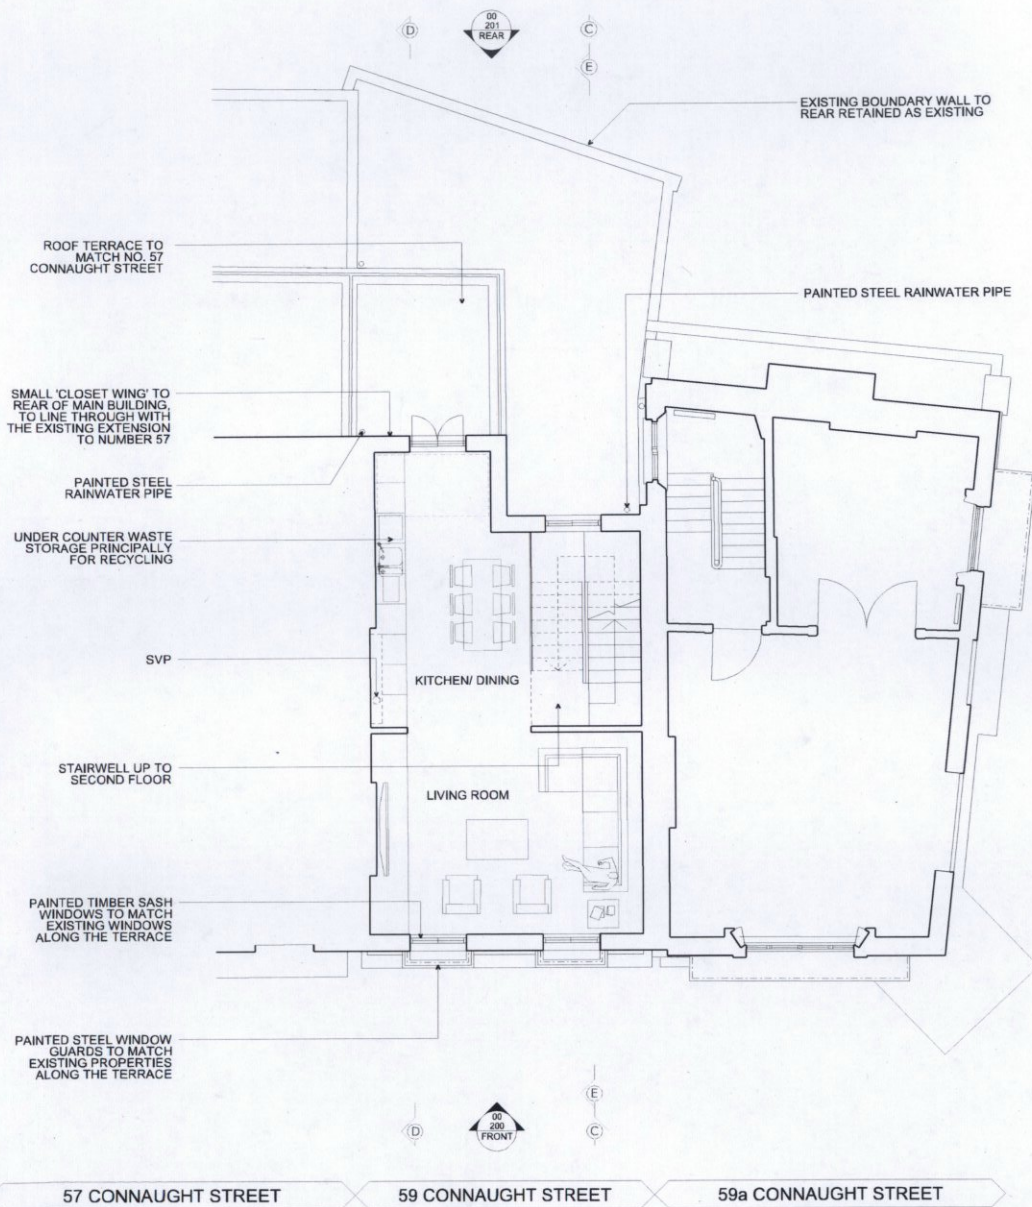 D
00
201
REAR
C
E
EXISTING BOUNDARY WALL TO
REAR RETAINED AS EXISTING
ROOF TERRACE TO
MATCH NO. 57
CONNAUGHT STREET
PAINTED STEEL RAINWATER PIPE
SMALL 'CLOSET WING' TO
REAR OF MAIN BUILDING,
TO LINE THROUGH WITH
THE EXISTING EXTENSION
TO NUMBER 57
PAINTED STEEL
RAINWATER PIPE
UNDER COUNTER WASTE
STORAGE PRINCIPALLY
FOR RECYCLING
SVP
KITCHEN/ DINING
STAIRWELL UP TO
SECOND FLOOR
LIVING ROOM
PAINTED TIMBER SASH
WINDOWS TO MATCH
EXISTING WINDOWS
ALONG THE TERRACE
PAINTED STEEL WINDOW
GUARDS TO MATCH
EXISTING PROPERTIES
ALONG THE TERRACE
D
00
200
FRONT
E
C
57 CONNAUGHT STREET
59 CONNAUGHT STREET
59a CONNAUGHT STREET